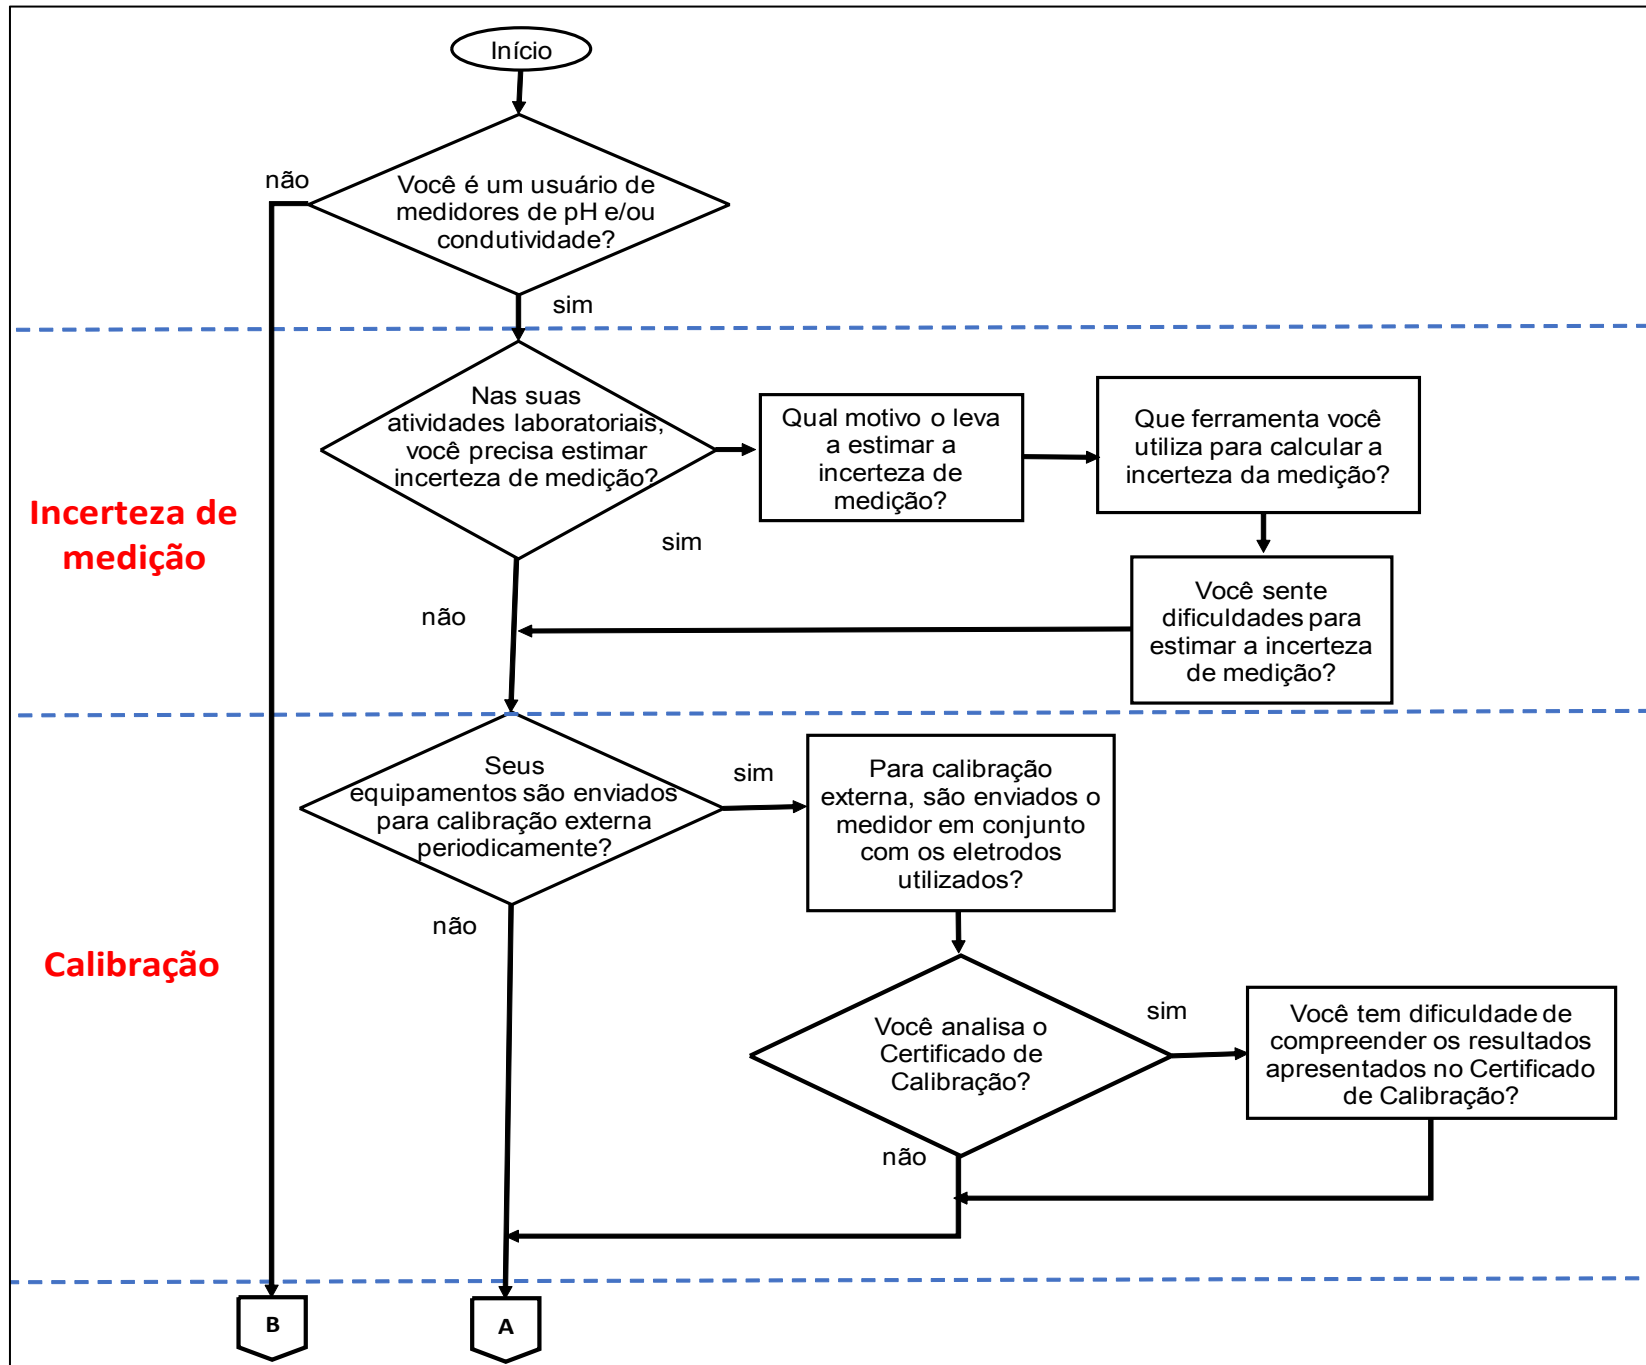 Início
não
Você é um usuário de
medidores de pH e/ou
condutividade?
sim
Nas suas
atividades laboratoriais,
você precisa estimar
incerteza de medição?
Qual motivo o leva
a estimar a
incerteza de
medição?
Que ferramenta você
utiliza para calcular a
incerteza da medição?
Incerteza de
medição
sim
não
Você sente
dificuldades para
estimar a incerteza
de medição?
Seus
equipamentos são enviados
para calibração externa
periodicamente?
sim
Para calibração
externa, são enviados o
medidor em conjunto
com os eletrodos
utilizados?
não
Calibração
Você analisa o
Certificado de
Calibração?
sim
Você tem dificuldade de
compreender os resultados
apresentados no Certificado
de Calibração?
não
B
A